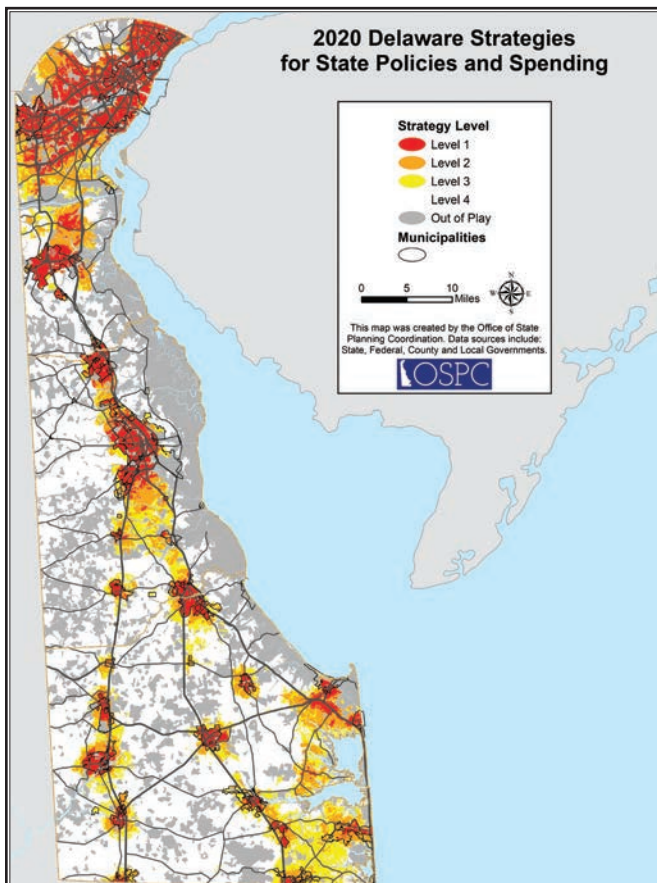 2020 Delaware Strategies
for State Policies and Spending
Strategy Level
Level 1
Level 2
Level 3
Level 4
Out of Play
Municipalities
0 5 10
Miles
N
W E
S
This map was created by the Office of State
Planning Coordination. Data sources include:
State, Federal, County and Local Governments.
OSPC